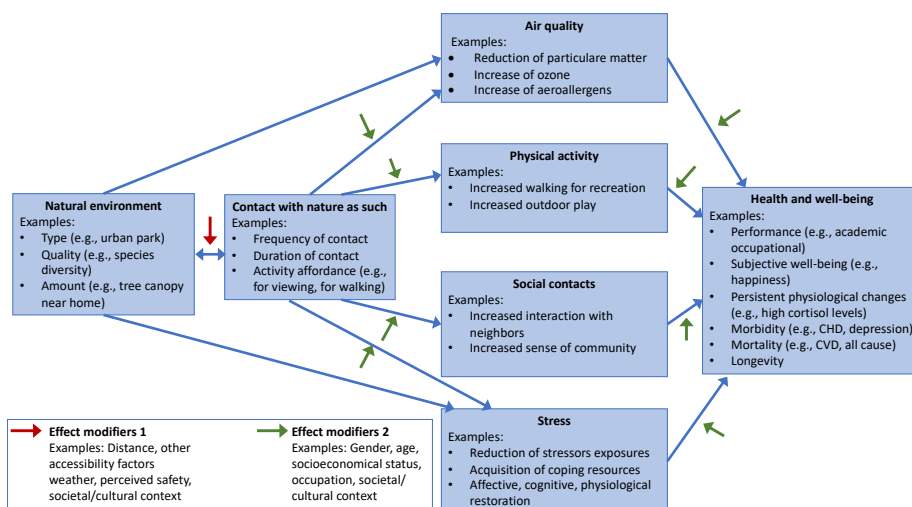 Air quality
Examples:
• Reduction of particulare matter
• Increase of ozone
• Increase of aeroallergens
Physical activity
Examples:
• Increased walking for recreation
• Increased outdoor play
Natural environment
Examples:
• Type (e.g., urban park)
• Quality (e.g., species
diversity)
• Amount (e.g., tree canopy
near home)
Contact with nature as such
Examples:
• Frequency of contact
• Duration of contact
• Activity affordance (e.g.,
for viewing, for walking)
Health and well-being
Examples:
• Performance (e.g., academic
occupational)
• Subjective well-being (e.g.,
happiness)
• Persistent physiological changes
(e.g., high cortisol levels)
• Morbidity (e.g., CHD, depression)
• Mortality (e.g., CVD, all cause)
• Longevity
Social contacts
Examples:
• Increased interaction with
neighbors
• Increased sense of community
Stress
Examples:
• Reduction of stressors exposures
• Acquisition of coping resources
• Affective, cognitive, physiological
restoration
Effect modifiers 1
Examples: Distance, other
accessibility factors
weather, perceived safety,
societal/cultural context
Effect modifiers 2
Examples: Gender, age,
socioeconomical status,
occupation, societal/
cultural context